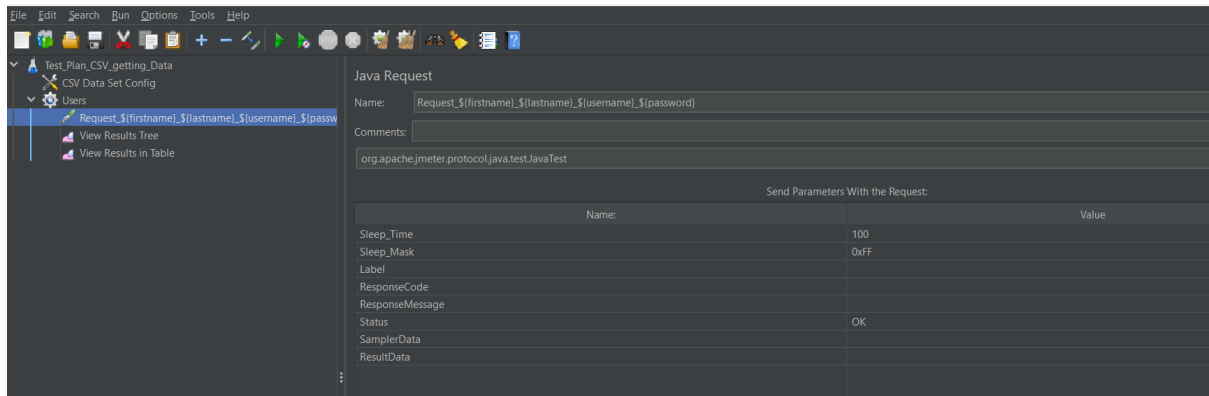 File Edit Search Run Options Tools Help
Test_Plan_CSV_getting_Data
CSV Data Set Config
Users
Request_${firstname}_${lastname}_${username}_${passw
View Results Tree
View Results in Table
Java Request
Name: Request_${firstname}_${lastname}_${username}_${password}
Comments:
org.apache.jmeter.protocol.java.test.JavaTest
Send Parameters With the Request:
Name: Value
Sleep_Time 100
Sleep_Mask 0xFF
Label
ResponseCode
ResponseMessage
Status OK
SamplerData
ResultData